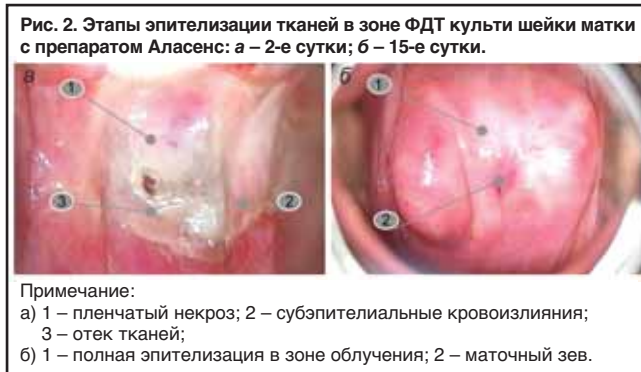 Рис. 2. Этапы эпителизации тканей в зоне ФДТ культи шейки матки
с препаратом Аласенс: а – 2-е сутки; б – 15-е сутки.
а
б
1
1
3
2
2
Примечание:
а) 1 – пленчатый некроз; 2 – субэпителиальные кровоизлияния;
3 – отек тканей;
б) 1 – полная эпителизация в зоне облучения; 2 – маточный зев.